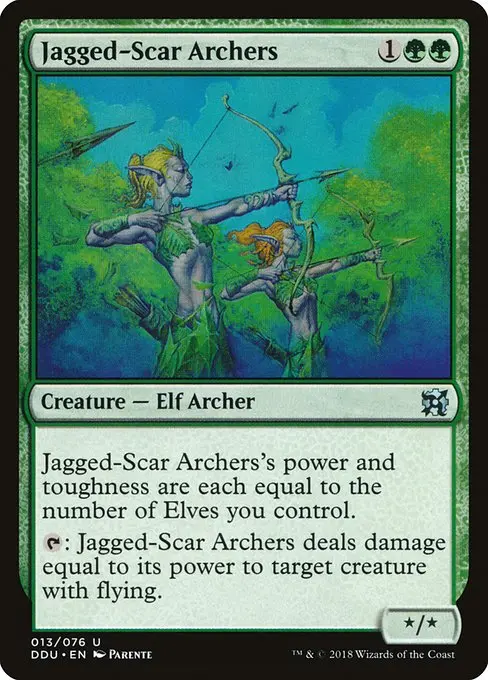 Jagged-Scar Archers 1
Creature — Elf Archer
Jagged-Scar Archers's power and
toughness are each equal to the
number of Elves you control.
: Jagged-Scar Archers deals damage
equal to its power to target creature
with flying.
*/*
013/076 U
DDU • EN Parente ™ & © 2018 Wizards of the Coast